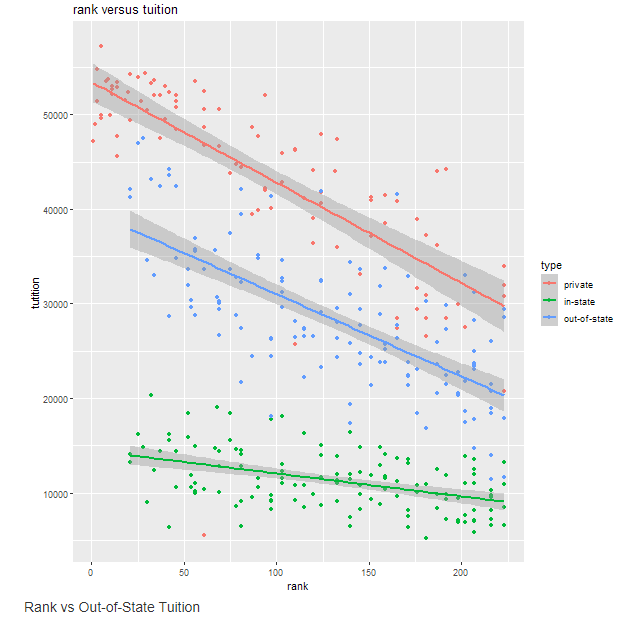 rank versus tuition
tuitition
50000
40000
30000
20000
10000
0
50
100
150
200
rank
type
private
in-state
out-of-state
Rank vs Out-of-State Tuition